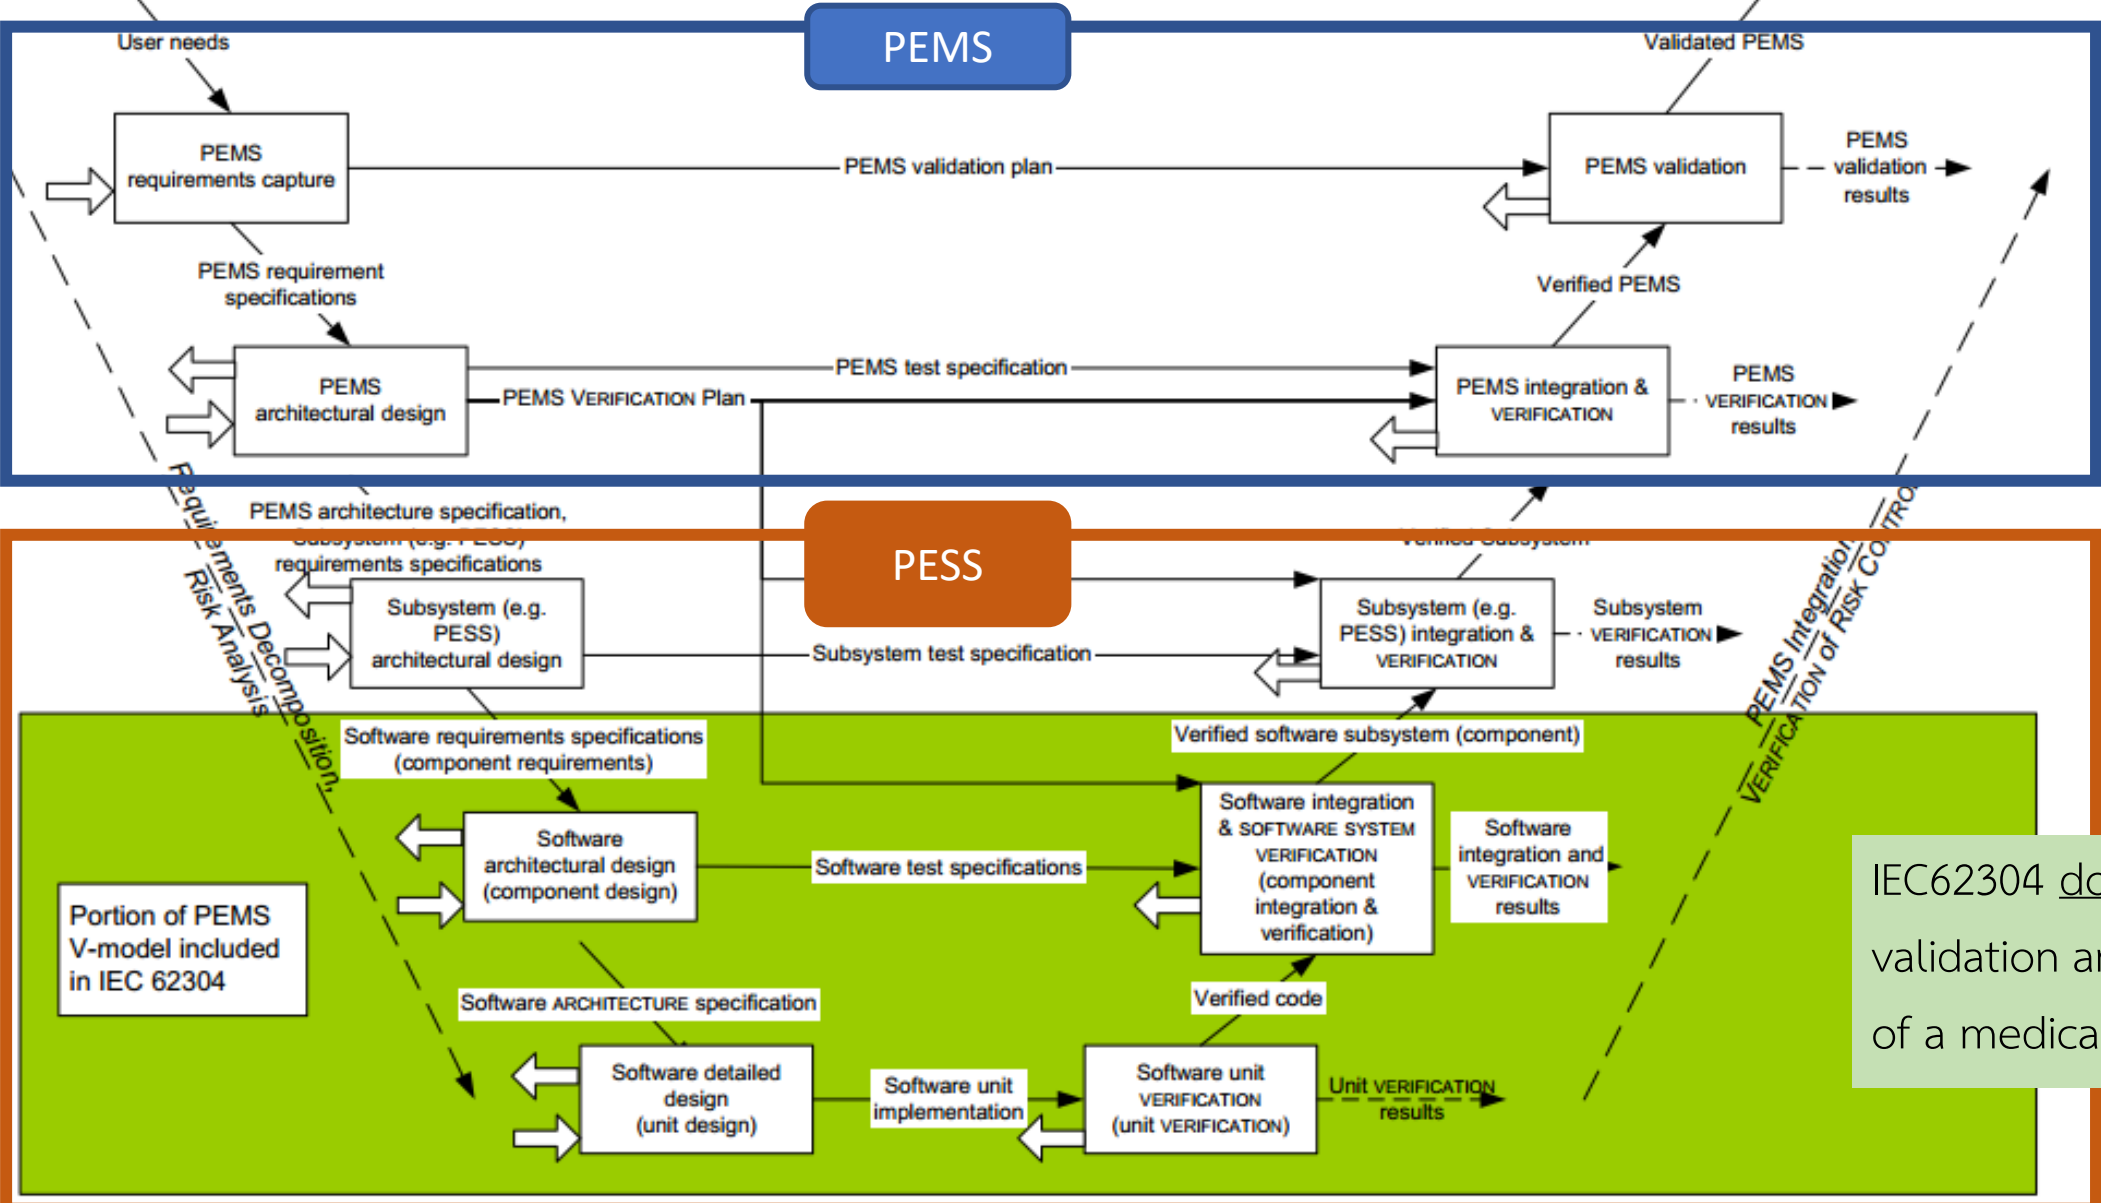 PEMS
User needs
Validated PEMS
PEMS
requirements capture
PEMS validation plan
PEMS validation
PEMS
validation
results
PEMS requirement
specifications
Verified PEMS
PEMS
architectural design
PEMS test specification
PEMS VERIFICATION Plan
PEMS integration &
VERIFICATION
PEMS
VERIFICATION
results
Requirements Decomposition,
Risk Analysis
PEMS architecture specification,
Subsystem (e.g. PESS)
requirements specifications
PESS
Verified Subsystem
PEMS Integration
VERIFICATION of RISK CONTRO
Subsystem (e.g.
PESS)
architectural design
Subsystem test specification
Subsystem (e.g.
PESS) integration &
VERIFICATION
Subsystem
VERIFICATION
results
Software requirements specifications
(component requirements)
Verified software subsystem (component)
Software
architectural design
(component design)
Software test specifications
Software integration
& SOFTWARE SYSTEM
VERIFICATION
(component
integration &
verification)
Software
integration and
VERIFICATION
results
Portion of PEMS
V-model included
in IEC 62304
IEC62304
validation
of a medica
Software ARCHITECTURE specification
Verified code
Software detailed
design
(unit design)
Software unit
implementation
Software unit
VERIFICATION
(unit VERIFICATION)
Unit VERIFICATION
results